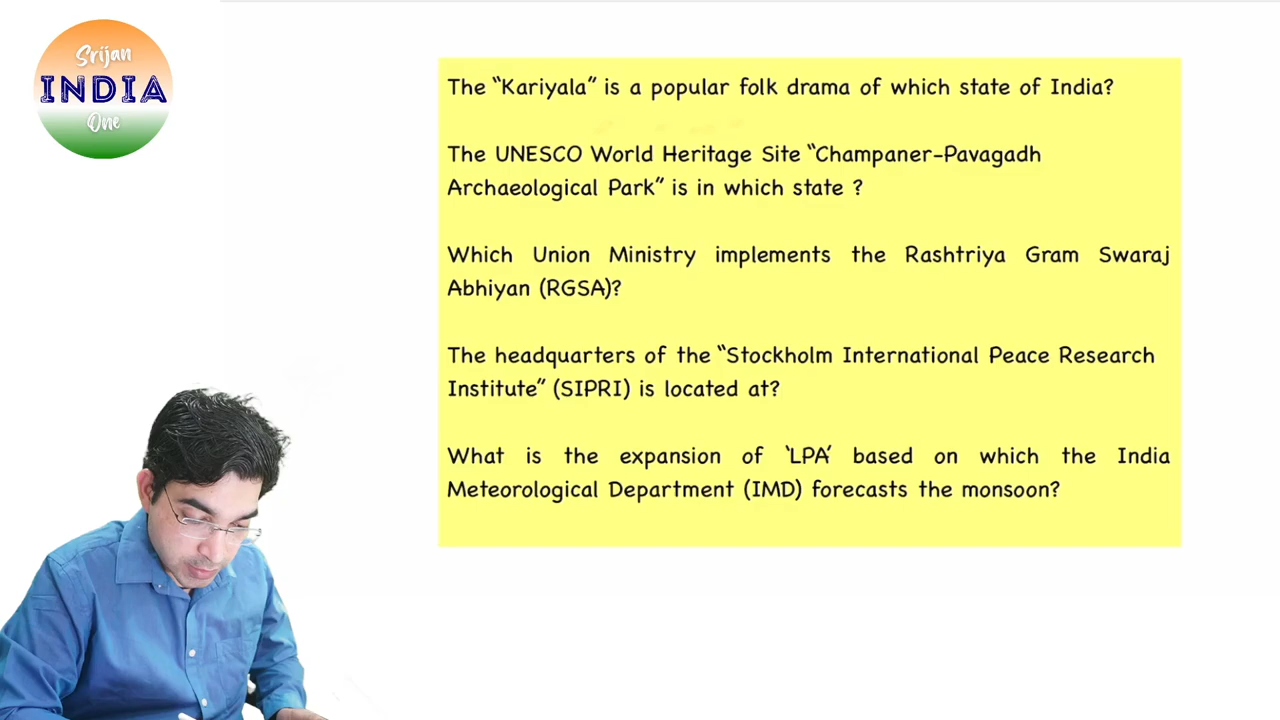 Srijan
INDIA
One
The “Kariyala” is a popular folk drama of which state of India?
The UNESCO World Heritage Site “Champaner-Pavagadh
Archaeological Park” is in which state ?
Which Union Ministry implements the Rashtriya Gram Swaraj
Abhiyan (RGSA)?
The headquarters of the “Stockholm International Peace Research
Institute” (SIPRI) is located at?
What is the expansion of ‘LPA’ based on which the India
Meteorological Department (IMD) forecasts the monsoon?